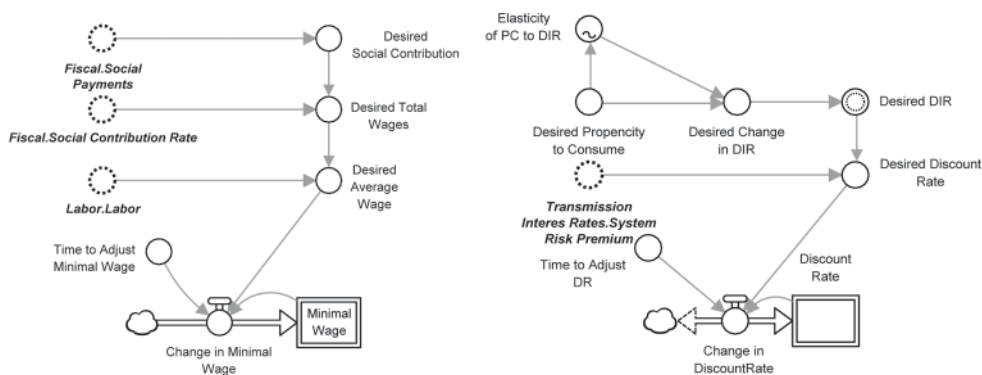 Desired
Social Contribution
Fiscal.Social
Payments
Desired Total
Wages
Fiscal.Social Contribution Rate
Desired
Average
Wage
Labor.Labor
Time to Adjust
Minimal Wage
Minimal
Wage
Change in Minimal
Wage
Elasticity
of PC to DIR
Desired DIR
Desired Propencity
to Consume
Desired Change
in DIR
Desired Discount
Rate
Transmission
Interes Rates.System
Risk Premium
Time to Adjust
DR
Discount
Rate
Change in
DiscountRate